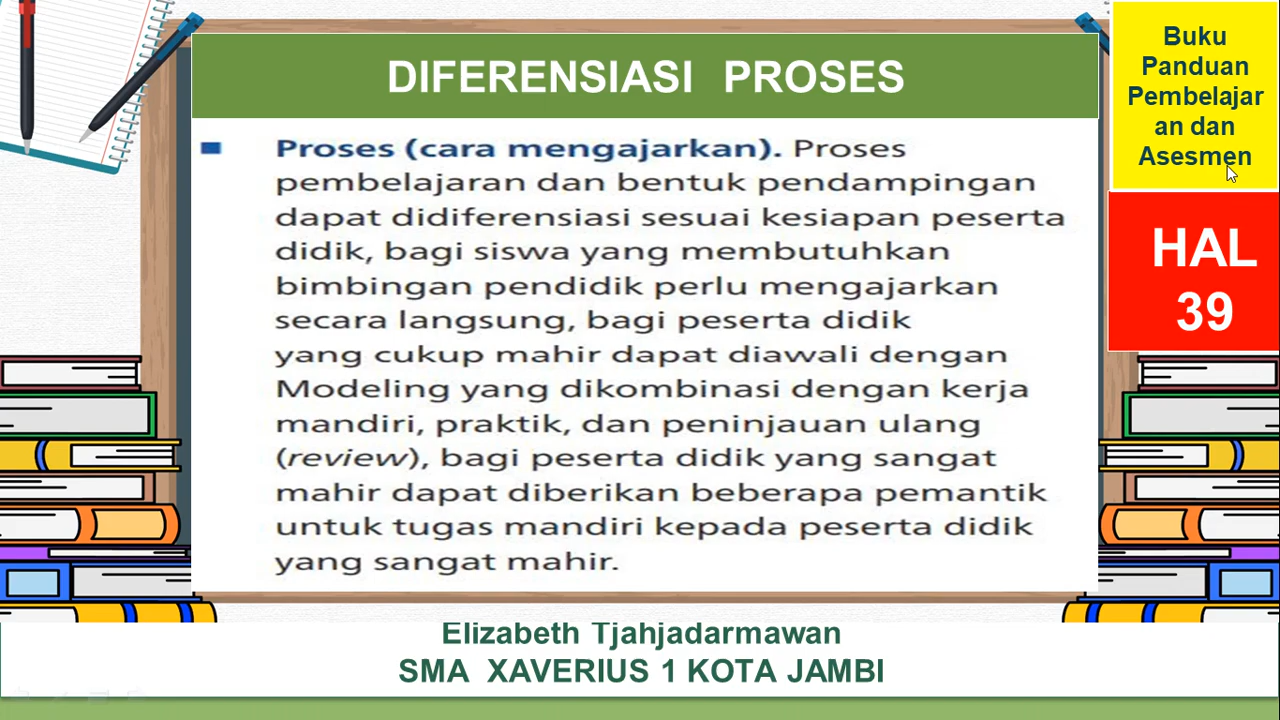 DIFERENSIASI PROSES
Proses (cara mengajarkan). Proses
pembelajaran dan bentuk pendampingan
dapat didiferensiasi sesuai kesiapan peserta
didik, bagi siswa yang membutuhkan
bimbingan pendidik perlu mengajarkan
secara langsung, bagi peserta didik
yang cukup mahir dapat diawali dengan
Modeling yang dikombinasi dengan kerja
mandiri, praktik, dan peninjauan ulang
(review), bagi peserta didik yang sangat
mahir dapat diberikan beberapa pemantik
untuk tugas mandiri kepada peserta didik
yang sangat mahir.
Buku
Panduan
Pembelajar
an dan
Asesmen
HAL
39
Elizabeth Tjahjadarmawan
SMA XAVERIUS 1 KOTA JAMBI